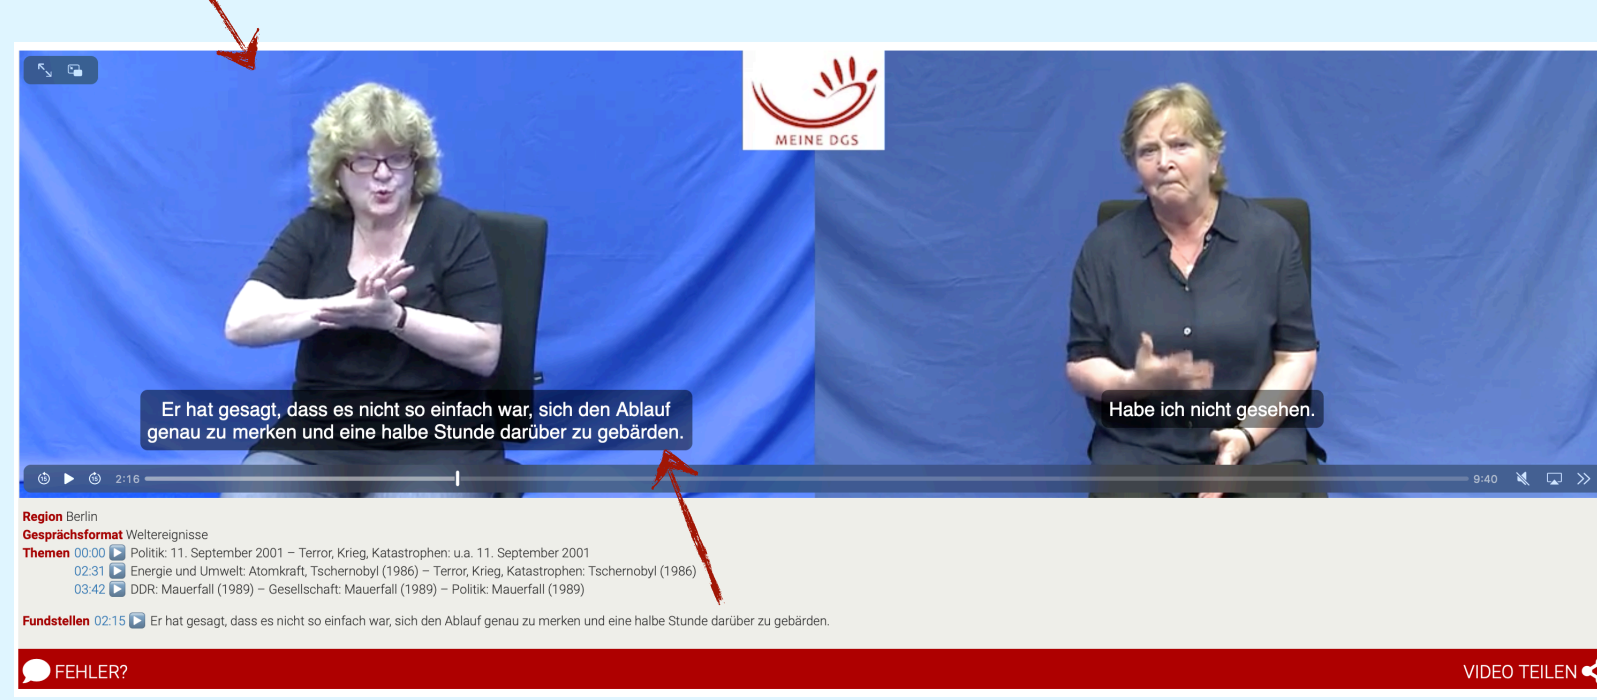 MEINE DGS
Er hat gesagt, dass es nicht so einfach war, sich den Ablauf
genau zu merken und eine halbe Stunde darüber zu gebärden.
Habe ich nicht gesehen.
15
15
2:16
9:40
Region Berlin
Gesprächsformat Weltereignisse
Themen 00:00 Politik: 11. September 2001 – Terror, Krieg, Katastrophen: u.a. 11. September 2001
02:31 Energie und Umwelt: Atomkraft, Tschernobyl (1986) – Terror, Krieg, Katastrophen: Tschernobyl (1986)
03:42 DDR: Mauerfall (1989) – Gesellschaft: Mauerfall (1989) – Politik: Mauerfall (1989)
Fundstellen 02:15 Er hat gesagt, dass es nicht so einfach war, sich den Ablauf genau zu merken und eine halbe Stunde darüber zu gebärden.
FEHLER?
VIDEO TEILEN